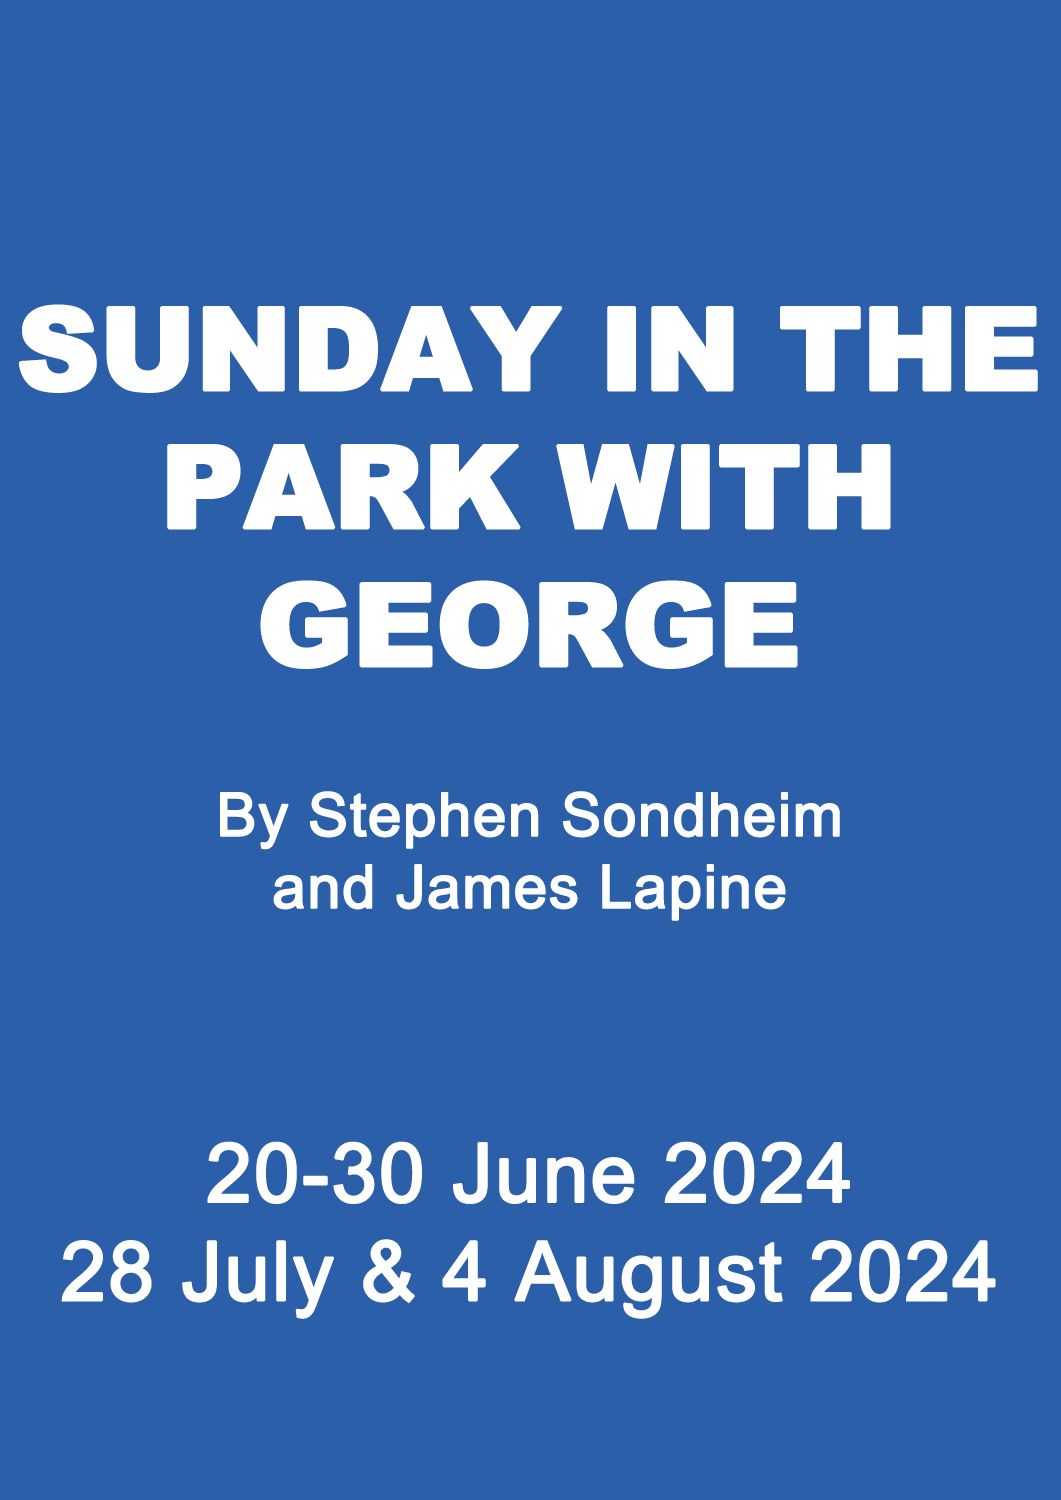 SUNDAY IN THE
PARK WITH
GEORGE
By Stephen Sondheim
and James Lapine
20-30 June 2024
28 July & 4 August 2024